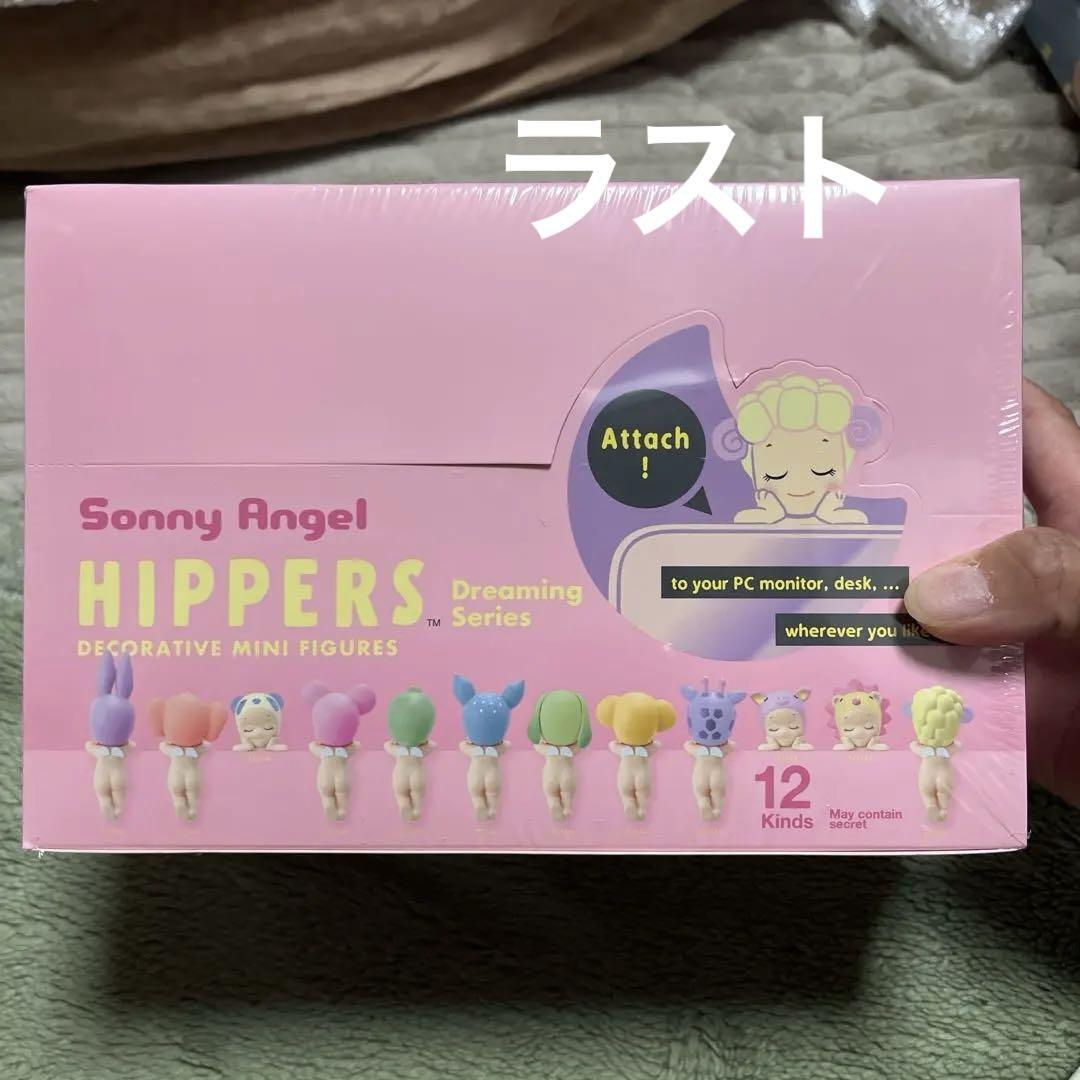 ラスト
Attach
!
Sonny Angel
HIPPERS™
Dreaming
Series
DECORATIVE MINI FIGURES
to your PC monitor, desk, ...
wherever you like
12
Kinds
May contain
secret